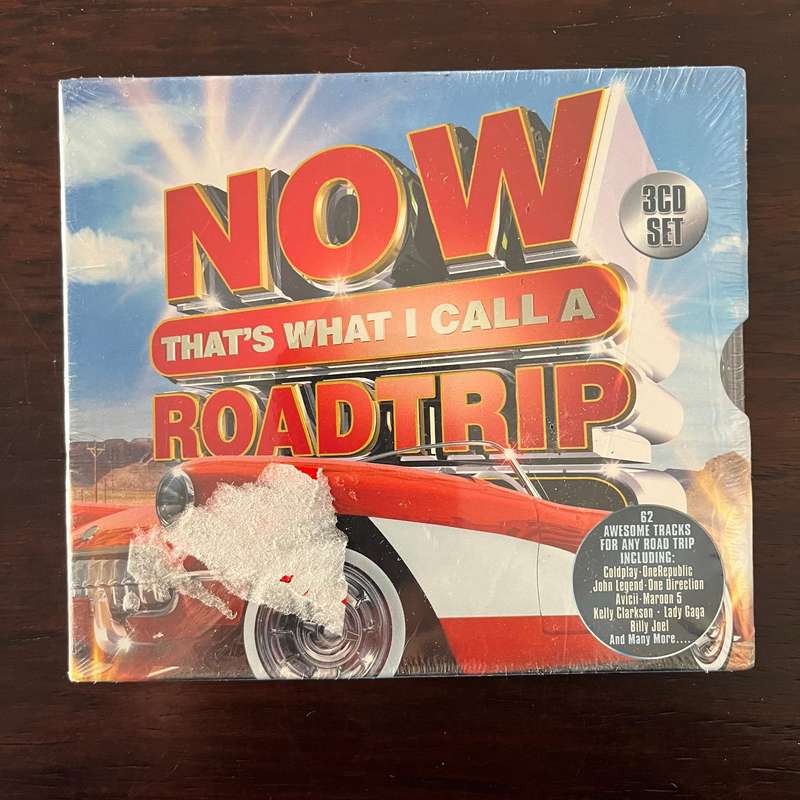 NOW
THAT'S WHAT I CALL A
ROADTRIP
3CD
SET
62
AWESOME TRACKS
FOR ANY ROAD TRIP
INCLUDING:
Coldplay · OneRepublic
John Legend · One Direction
Avicii · Maroon 5
Kelly Clarkson · Lady Gaga
Billy Joel
And Many More....